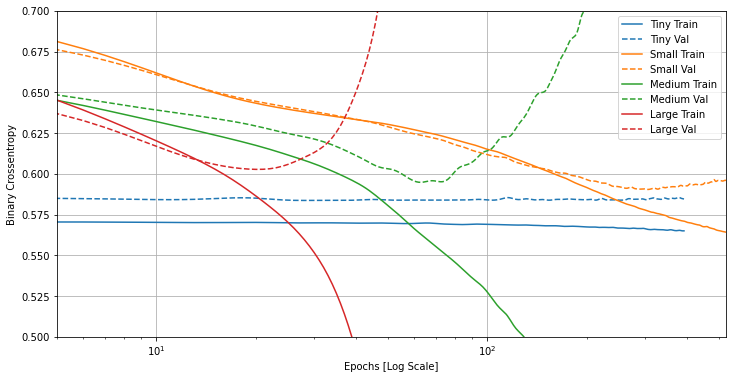 0.700
0.675
0.650
0.625
0.600
0.575
0.550
0.525
0.500
Binary Crossentropy
10¹
10²
Epochs [Log Scale]
Tiny Train
Tiny Val
Small Train
Small Val
Medium Train
Medium Val
Large Train
Large Val